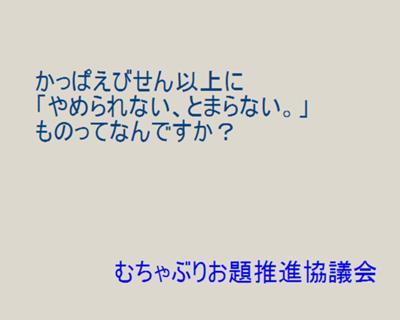 かっぱえびせん以上に
「やめられない、とまらない。」
ものってなんですか？
むちゃぶりお題推進協議会